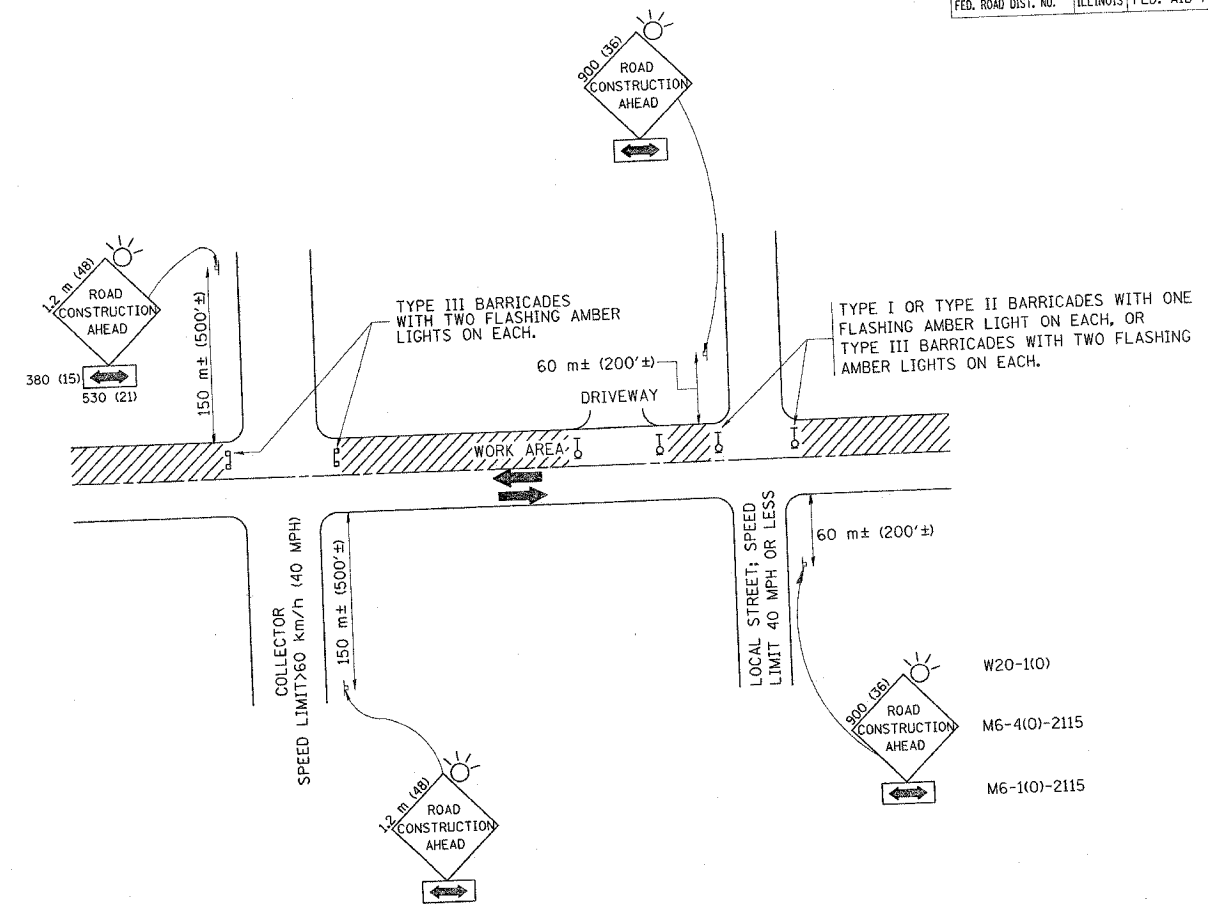 FED. ROAD DIST. NO. ILLINOIS FED. AID
900 (36)
ROAD
CONSTRUCTION
AHEAD
1.2 m (48)
ROAD
CONSTRUCTION
AHEAD
380 (15)
530 (21)
150 m± (500'±)
TYPE III BARRICADES
WITH TWO FLASHING AMBER
LIGHTS ON EACH.
60 m± (200'±)
DRIVEWAY
TYPE I OR TYPE II BARRICADES WITH ONE
FLASHING AMBER LIGHT ON EACH, OR
TYPE III BARRICADES WITH TWO FLASHING
AMBER LIGHTS ON EACH.
WORK AREA
COLLECTOR
SPEED LIMIT>60 km/h (40 MPH)
150 m± (500'±)
LOCAL STREET; SPEED
LIMIT 40 MPH OR LESS
60 m± (200'±)
1.2 m (48)
ROAD
CONSTRUCTION
AHEAD
900 (36)
ROAD
CONSTRUCTION
AHEAD
W20-1(O)
M6-4(O)-2115
M6-1(O)-2115